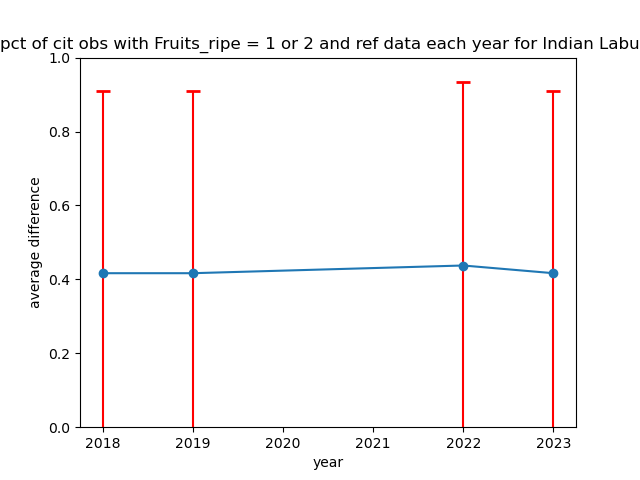 pct of cit obs with Fruits_ripe = 1 or 2 and ref data each year for Indian Labu
1.0
0.8
0.6
0.4
0.2
0.0
average difference
2018 2019 2020 2021 2022 2023
year